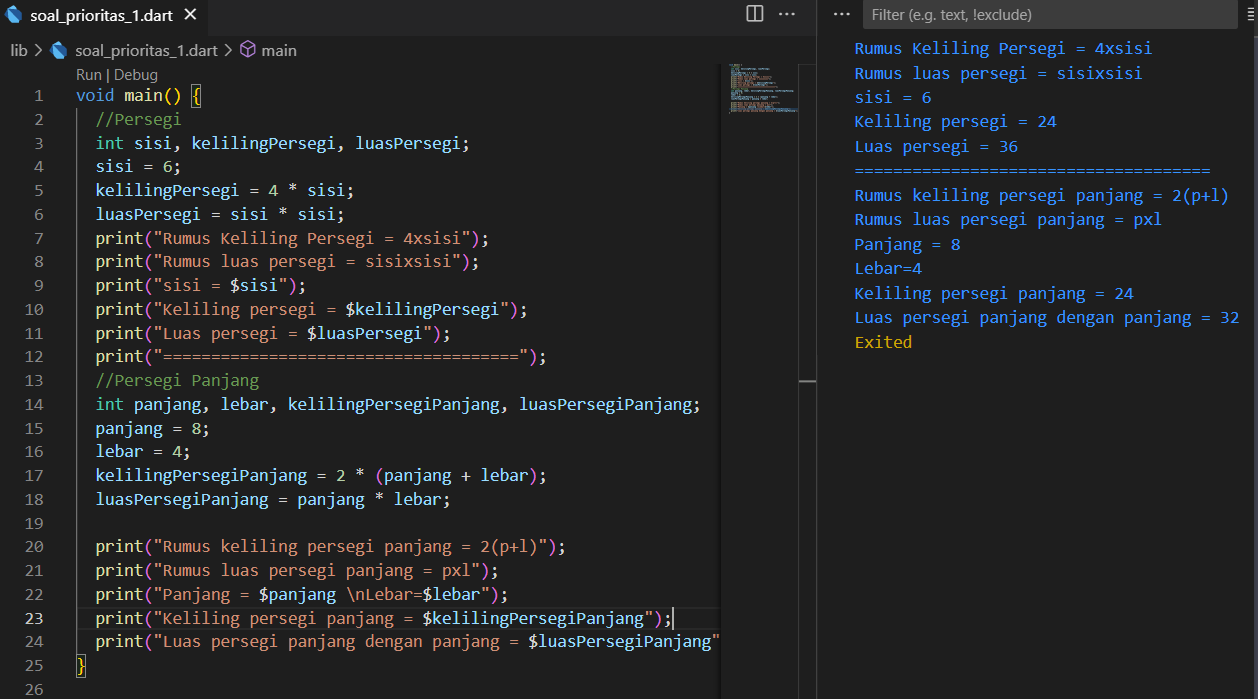 soal_prioritas_1.dart ×
lib > soal_prioritas_1.dart > main
Run | Debug
1 void main() {
2 //Persegi
3 int sisi, kelilingPersegi, luasPersegi;
4 sisi = 6;
5 kelilingPersegi = 4 * sisi;
6 luasPersegi = sisi * sisi;
7 print("Rumus Keliling Persegi = 4xsisi");
8 print("Rumus luas persegi = sisixsisi");
9 print("sisi = $sisi");
10 print("Keliling persegi = $kelilingPersegi");
11 print("Luas persegi = $luasPersegi");
12 print("=====================================");
13 //Persegi Panjang
14 int panjang, lebar, kelilingPersegiPanjang, luasPersegiPanjang;
15 panjang = 8;
16 lebar = 4;
17 kelilingPersegiPanjang = 2 * (panjang + lebar);
18 luasPersegiPanjang = panjang * lebar;
19
20 print("Rumus keliling persegi panjang = 2(p+l)");
21 print("Rumus luas persegi panjang = pxl");
22 print("Panjang = $panjang \nLebar=$lebar");
23 print("Keliling persegi panjang = $kelilingPersegiPanjang");
24 print("Luas persegi panjang dengan panjang = $luasPersegiPanjang"
25 }
26
Filter (e.g. text, !exclude)
Rumus Keliling Persegi = 4xsisi
Rumus luas persegi = sisixsisi
sisi = 6
Keliling persegi = 24
Luas persegi = 36
=====================================
Rumus keliling persegi panjang = 2(p+l)
Rumus luas persegi panjang = pxl
Panjang = 8
Lebar=4
Keliling persegi panjang = 24
Luas persegi panjang dengan panjang = 32
Exited